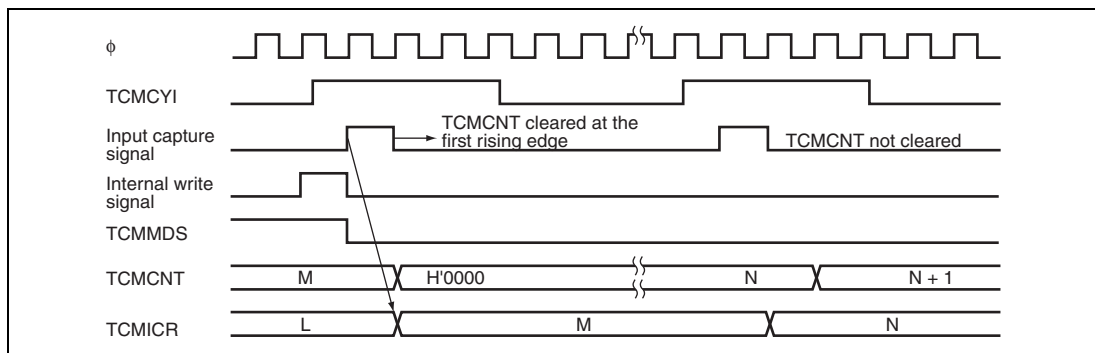 ϕ
TCMCYI
Input capture
signal
TCMCNT cleared at the
first rising edge
TCMCNT not cleared
Internal write
signal
TCMMDS
TCMCNT
M
H'0000
N
N + 1
TCMICR
L
M
N